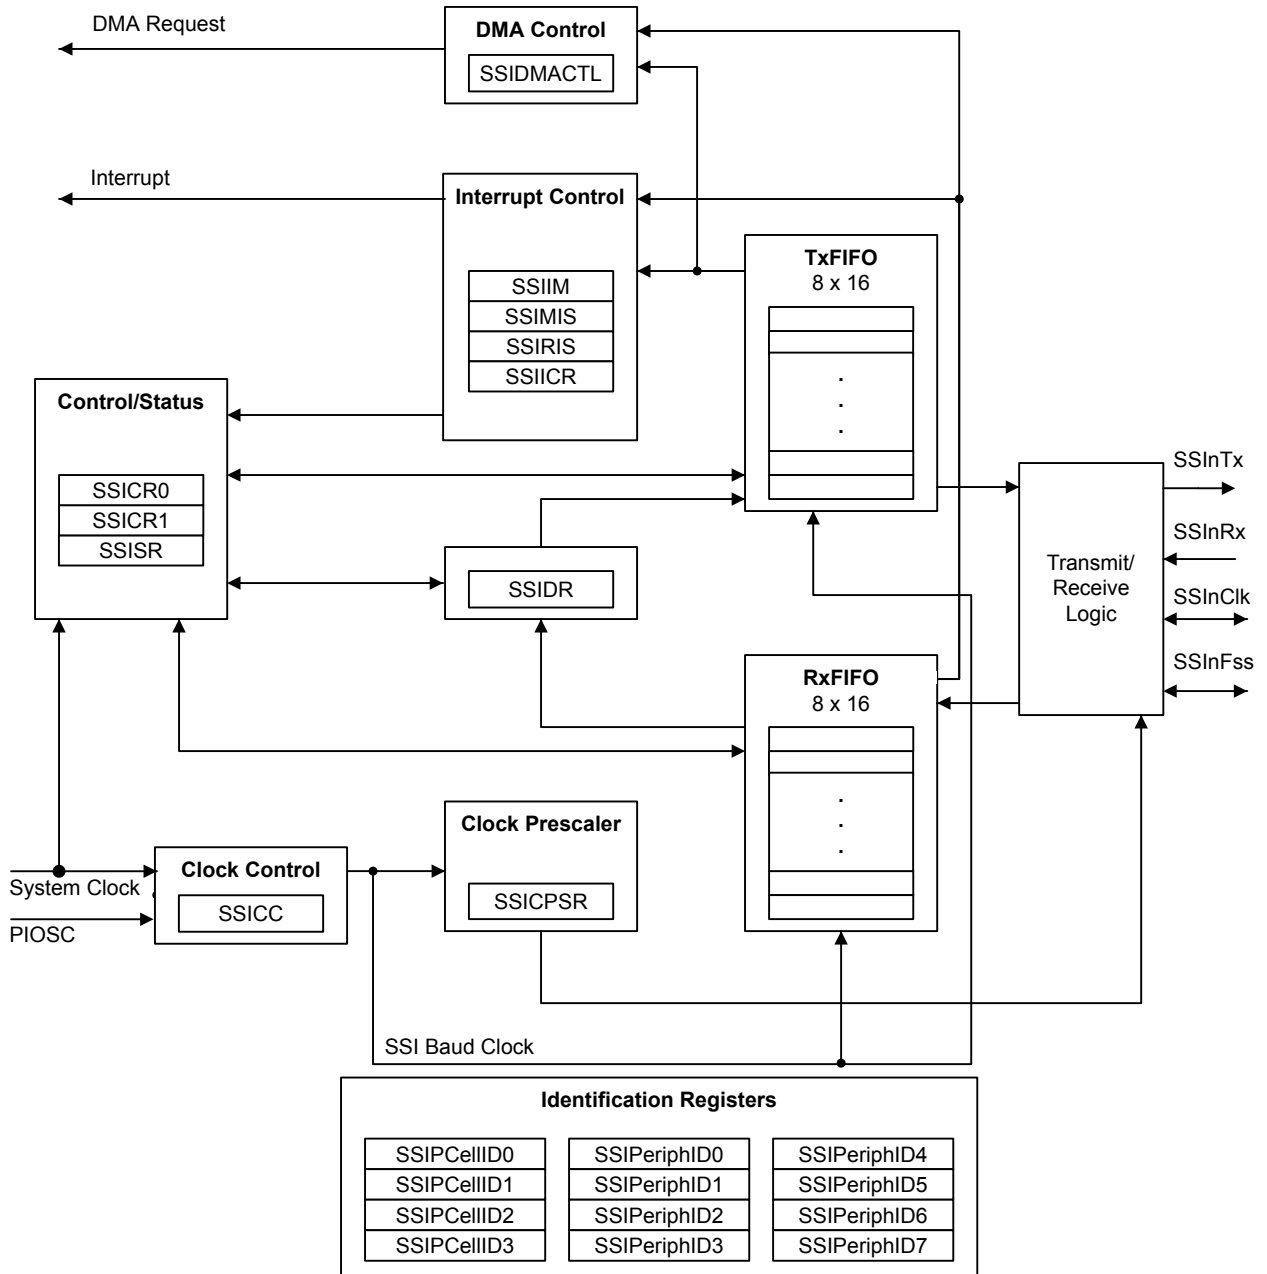 DMA Request
DMA Control
SSIDMACTL
Interrupt
Interrupt Control
SSIIM
SSIMIS
SSIRIS
SSIICR
TxFIFO
8 x 16
.
.
.
Control/Status
SSICR0
SSICR1
SSISR
SSIDR
Transmit/
Receive
Logic
SSInTx
SSInRx
SSInClk
SSInFss
RxFIFO
8 x 16
.
.
.
Clock Prescaler
SSICPSR
Clock Control
SSICC
System Clock
PIOSC
SSI Baud Clock
Identification Registers
SSIPCellID0
SSIPCellID1
SSIPCellID2
SSIPCellID3
SSIPeriphID0
SSIPeriphID1
SSIPeriphID2
SSIPeriphID3
SSIPeriphID4
SSIPeriphID5
SSIPeriphID6
SSIPeriphID7